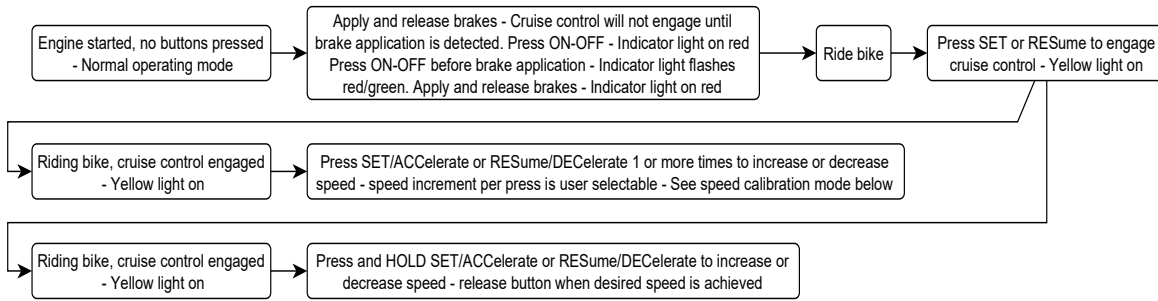 Engine started, no buttons pressed
- Normal operating mode
Apply and release brakes - Cruise control will not engage until
brake application is detected. Press ON-OFF - Indicator light on red
Press ON-OFF before brake application - Indicator light flashes
red/green. Apply and release brakes - Indicator light on red
Ride bike
Press SET or RESume to engage
cruise control - Yellow light on
Riding bike, cruise control engaged
- Yellow light on
Press SET/ACCelerate or RESume/DECelerate 1 or more times to increase or decrease
speed - speed increment per press is user selectable - See speed calibration mode below
Riding bike, cruise control engaged
- Yellow light on
Press and HOLD SET/ACCelerate or RESume/DECelerate to increase or
decrease speed - release button when desired speed is achieved